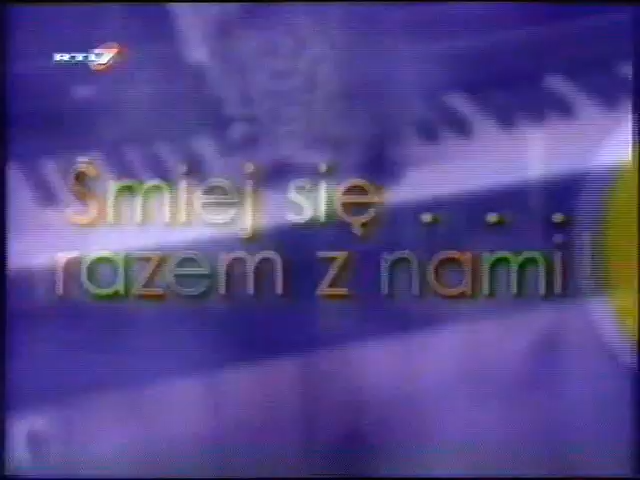 RTL7
Śmiej się . . .
razem z nami!